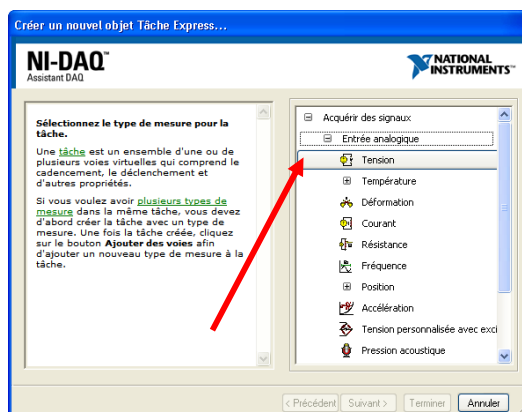 Créer un nouvel objet Tâche Express...
NI-DAQ™
Assistant DAQ
NATIONAL
INSTRUMENTS™
Sélectionnez le type de mesure pour la
tâche.
Une tâche est un ensemble d'une ou de
plusieurs voies virtuelles qui comprend le
cadencement, le déclenchement et
d'autres propriétés.
Si vous voulez avoir plusieurs types de
mesure dans la même tâche, vous devez
d'abord créer la tâche avec un type de
mesure. Une fois la tâche créée, cliquez
sur le bouton Ajouter des voies afin
d'ajouter un nouveau type de mesure à la
tâche.
Acquérir des signaux
Entrée analogique
Tension
Température
Déformation
Courant
Résistance
Fréquence
Position
Accélération
Tension personnalisée avec exci
Pression acoustique
< Précédent
Suivant >
Terminer
Annuler